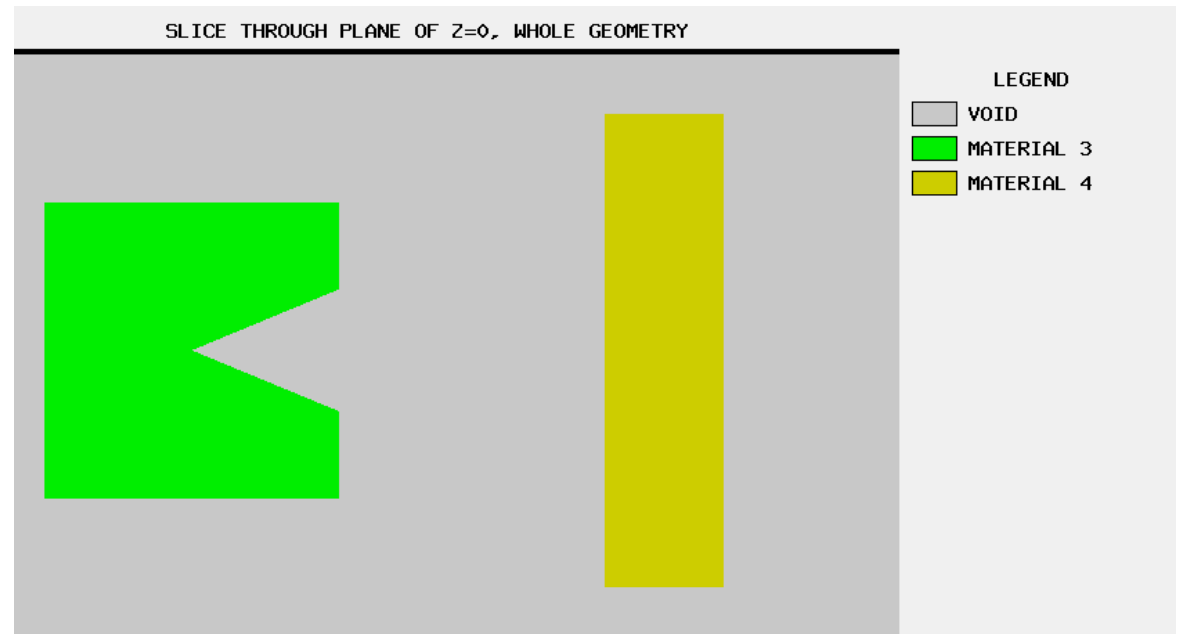 SLICE THROUGH PLANE OF Z=0, WHOLE GEOMETRY
LEGEND
VOID
MATERIAL 3
MATERIAL 4